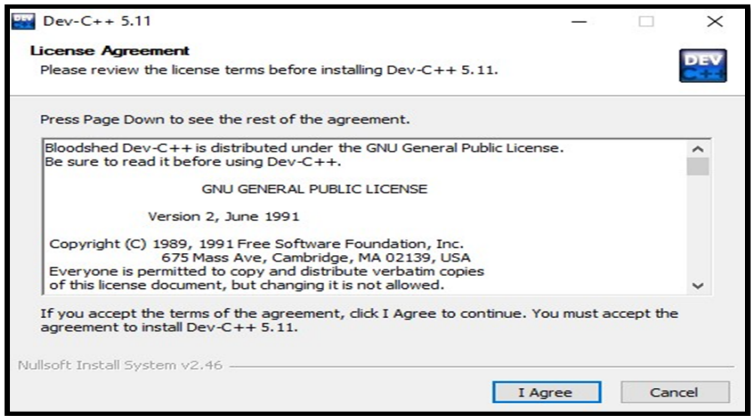 Dev-C++ 5.11
License Agreement
Please review the license terms before installing Dev-C++ 5.11.
DEV
C++
Press Page Down to see the rest of the agreement.
Bloodshed Dev-C++ is distributed under the GNU General Public License.
Be sure to read it before using Dev-C++.
GNU GENERAL PUBLIC LICENSE
Version 2, June 1991
Copyright (C) 1989, 1991 Free Software Foundation, Inc.
675 Mass Ave, Cambridge, MA 02139, USA
Everyone is permitted to copy and distribute verbatim copies
of this license document, but changing it is not allowed.
If you accept the terms of the agreement, click I Agree to continue. You must accept the
agreement to install Dev-C++ 5.11.
Nullsoft Install System v2.46
I Agree
Cancel